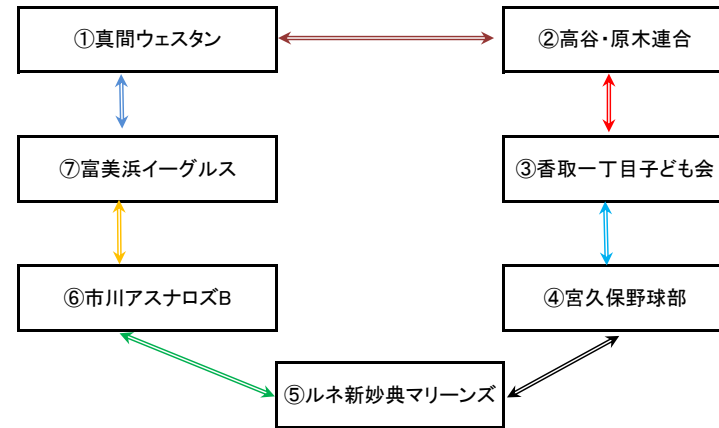 ①真間ウェスタン
②高谷・原木連合
⑦富美浜イーグルス
③香取一丁目子ども会
⑥市川アスナロズB
④宮久保野球部
⑤ルネ新妙典マリーンズ